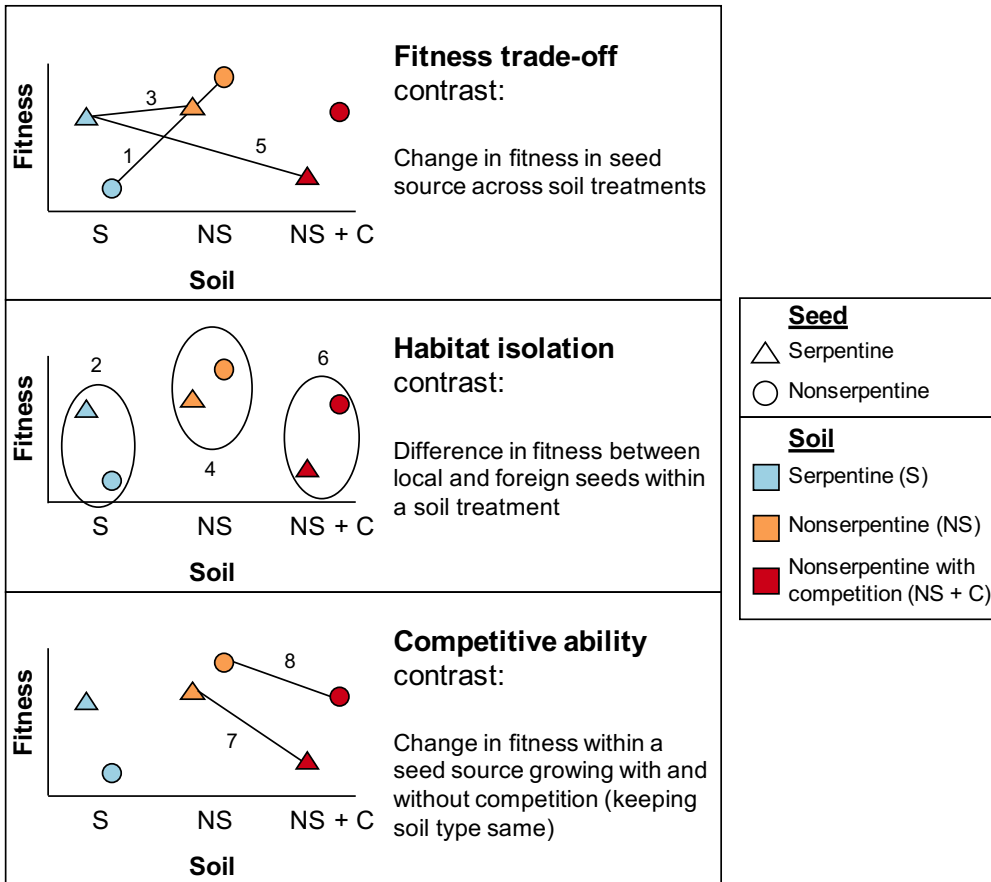 Fitness trade-off
contrast:
Change in fitness in seed
source across soil treatments
Fitness
3
1
5
S
NS
NS + C
Soil
Habitat isolation
contrast:
Difference in fitness between
local and foreign seeds within
a soil treatment
Fitness
2
4
6
S
NS
NS + C
Soil
Competitive ability
contrast:
Change in fitness within a
seed source growing with and
without competition (keeping
soil type same)
Fitness
8
7
S
NS
NS + C
Soil
Seed
Serpentine
Nonserpentine
Soil
Serpentine (S)
Nonserpentine (NS)
Nonserpentine with
competition (NS + C)